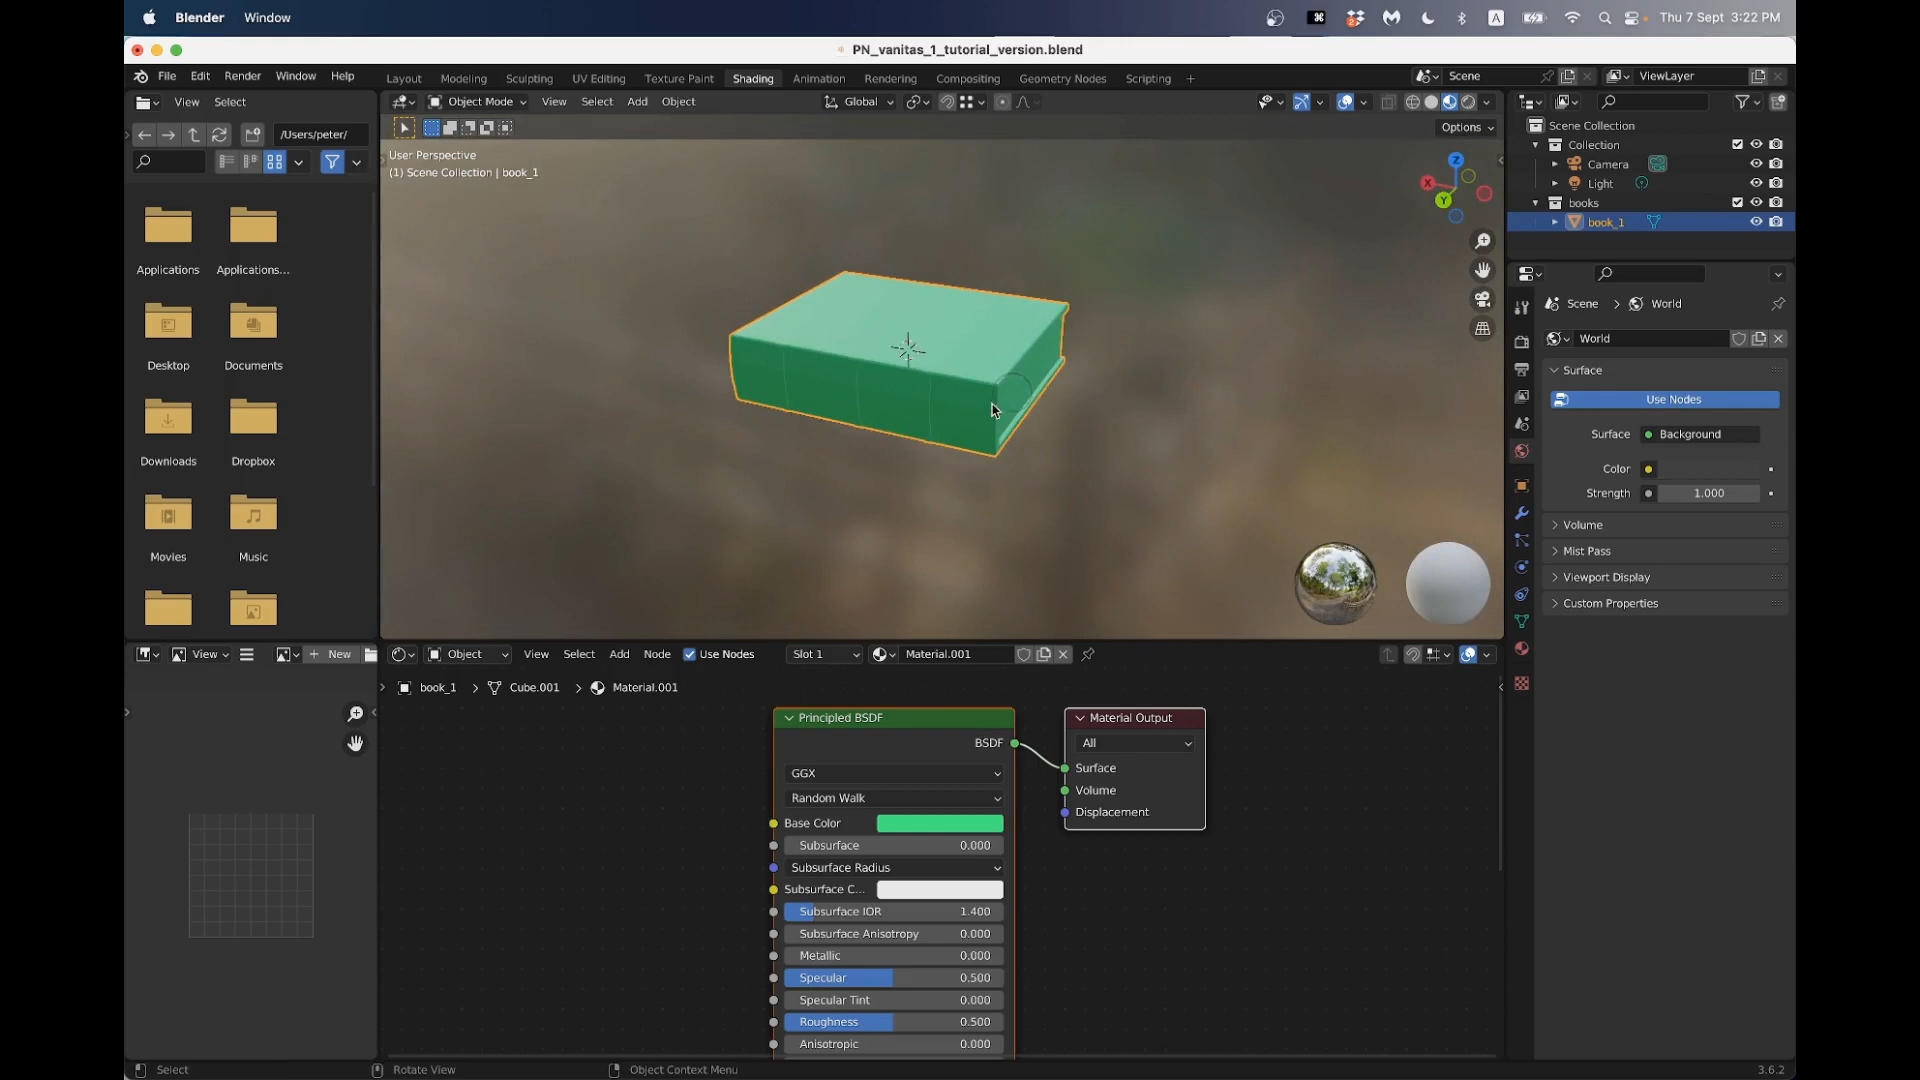 Blender Window
A
Thu 7 Sept 3:22 PM
PN_vanitas_1_tutorial_version.blend
File Edit Render Window Help
Layout Modeling Sculpting UV Editing Texture Paint Shading Animation Rendering Compositing Geometry Nodes Scripting +
Scene
ViewLayer
View Select
Object Mode View Select Add Object
Global
/Users/peter/
Options
User Perspective
(1) Scene Collection | book_1
Z
X
Y
Applications
Applications...
Desktop
Documents
Downloads
Dropbox
Movies
Music
Scene Collection
Collection
Camera
Light
books
book_1
Scene > World
World
Surface
Use Nodes
Surface Background
Color
Strength 1.000
Volume
Mist Pass
Viewport Display
Custom Properties
View
+ New
Object View Select Add Node Use Nodes Slot 1 Material.001
book_1 > Cube.001 > Material.001
Principled BSDF
BSDF
GGX
Random Walk
Base Color
Subsurface 0.000
Subsurface Radius
Subsurface C...
Subsurface IOR 1.400
Subsurface Anisotropy 0.000
Metallic 0.000
Specular 0.500
Specular Tint 0.000
Roughness 0.500
Anisotropic 0.000
Material Output
All
Surface
Volume
Displacement
Select
Rotate View
Object Context Menu
3.6.2